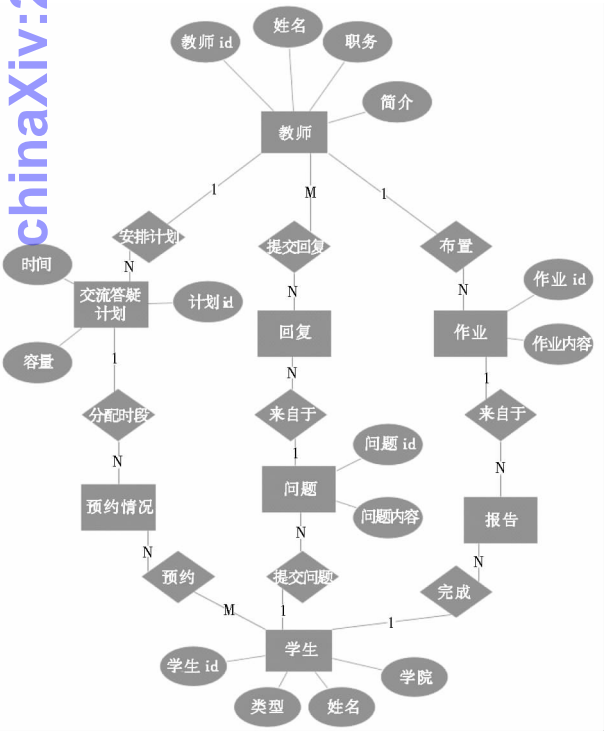 chinaXiv:2
姓名
教师 id
职务
简介
教师
1
M
1
安排计划
提交回复
布置
时间
N
N
N
交流答疑
计划
计划 id
作业 id
回复
作业
作业内容
容量
1
N
1
分配时段
来自于
来自于
问题 id
N
1
N
问题
预约情况
问题内容
报告
N
N
N
预约
提交问题
完成
M
1
1
学生
学生 id
学院
类型
姓名